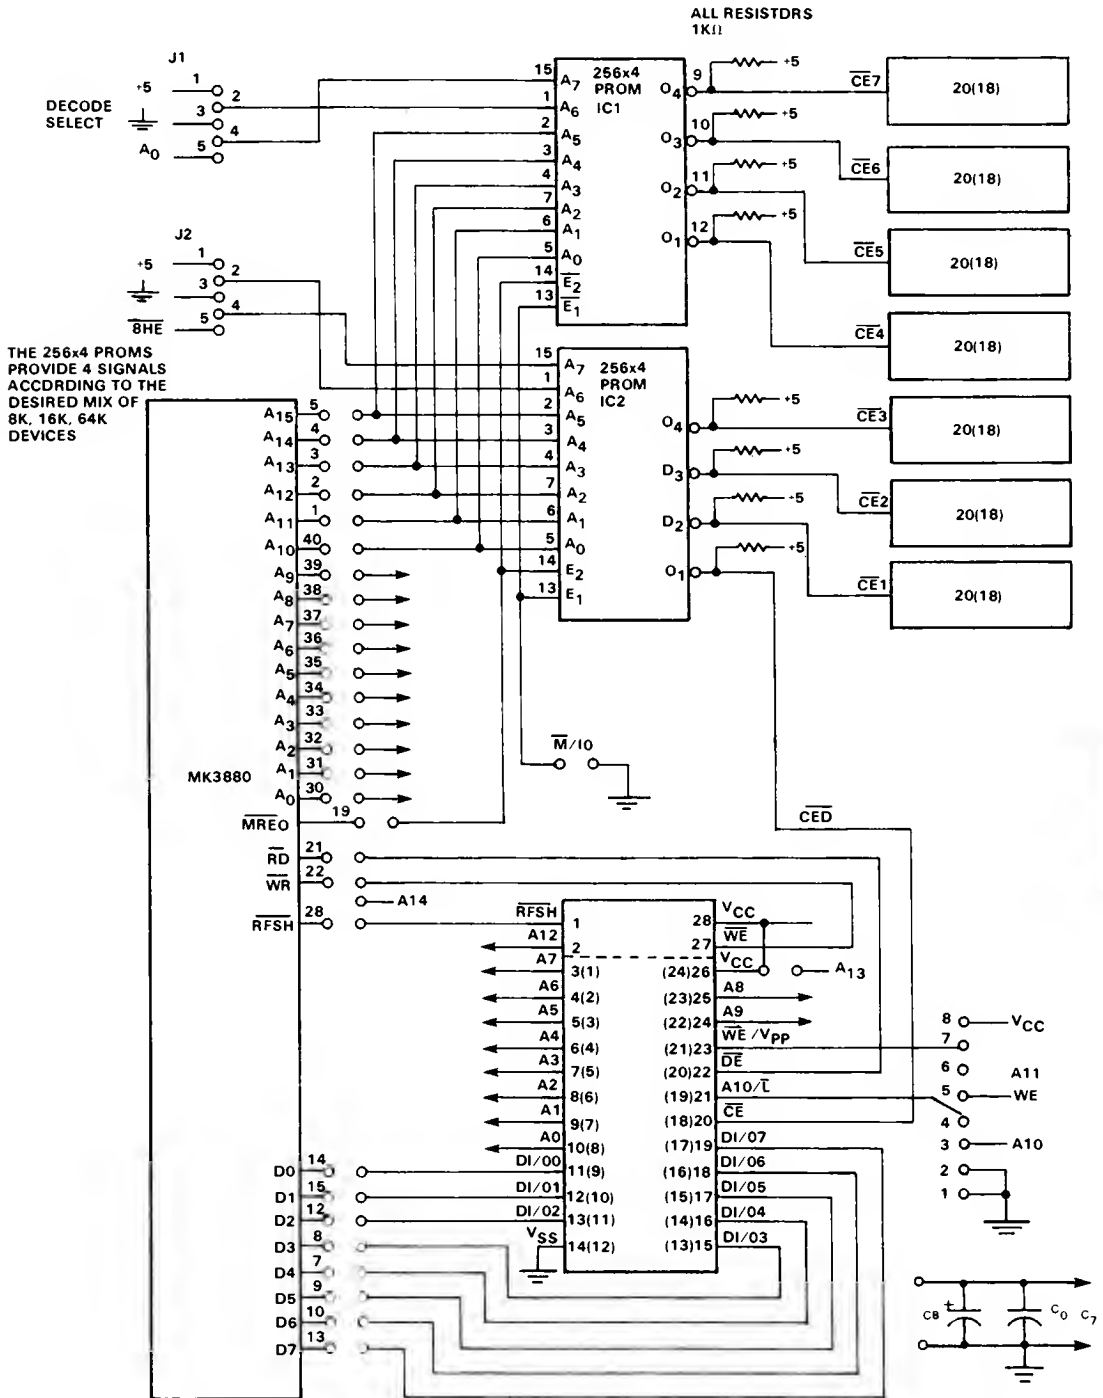 ALL RESISTDRS
1KΩ
J1
+5
1
2
DECODE
SELECT
3
4
A0
5
15
A7
1
A6
2
A5
3
A4
4
A3
7
A2
6
A1
5
A0
14
E2
13
E1
256x4
PROM
IC1
O4
9
+5
O3
10
+5
O2
11
+5
O1
12
+5
CE7
20(18)
CE6
20(18)
CE5
20(18)
CE4
20(18)
J2
+5
1
2
3
4
8HE
5
THE 256x4 PROMS
PROVIDE 4 SIGNALS
ACCDRDING TO THE
DESIRED MIX OF
8K, 16K, 64K
DEVICES
15
A7
1
A6
2
A5
3
A4
4
A3
7
A2
6
A1
5
A0
14
E2
13
E1
256x4
PROM
IC2
O4
+5
D3
+5
D2
+5
O1
+5
CE3
20(18)
CE2
20(18)
CE1
20(18)
MK3880
A15 5
A14 4
A13 3
A12 2
A11 1
A10 40
A9 39
A8 38
A7 37
A6 36
A5 35
A4 34
A3 33
A2 32
A1 31
A0 30
MREO 19
RD 21
WR 22
A14
RFSH 28
M/IO
CED
RFSH 1
A12 2
A7 3(1)
A6 4(2)
A5 5(3)
A4 6(4)
A3 7(5)
A2 8(6)
A1 9(7)
A0 10(8)
DI/00 11(9)
DI/01 12(10)
DI/02 13(11)
VSS 14(12)
28 VCC
27 WE
(24)26 VCC
A13
(23)25 A8
(22)24 A9
(21)23 WE/VPP
(20)22 DE
(19)21 A10/L
(18)20 CE
(17)19 DI/07
(16)18 DI/06
(15)17 DI/05
(14)16 DI/04
(13)15 DI/03
8 VCC
7
6 A11
5 WE
4
3 A10
2
1
D0 14
D1 15
D2 12
D3 8
D4 7
D5 9
D6 10
D7 13
C8 + C0 C7